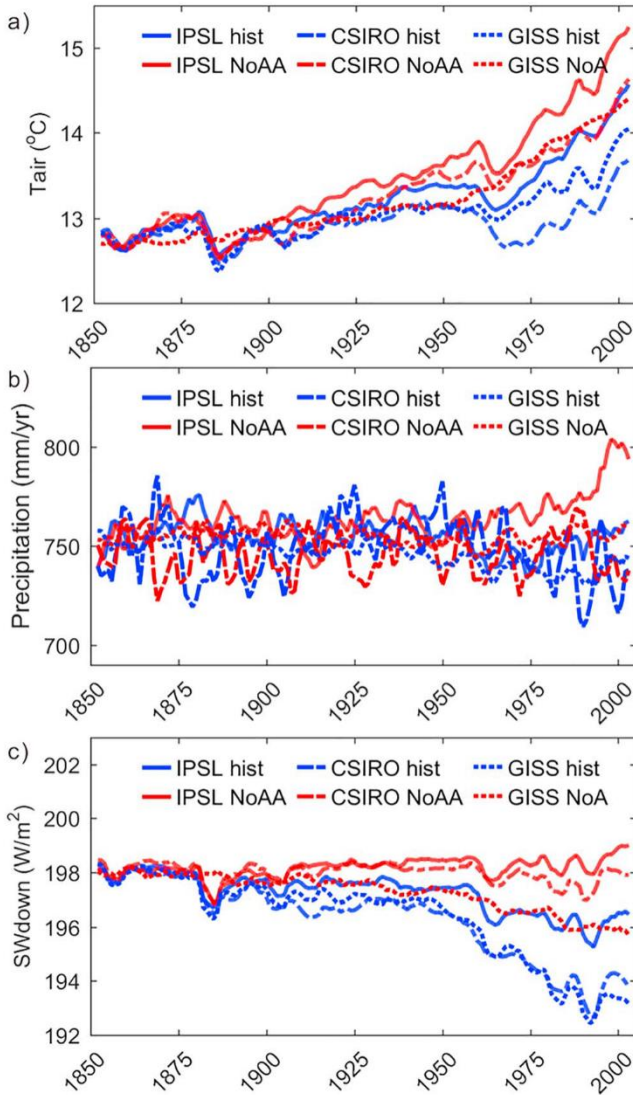 a)
IPSL hist CSIRO hist GISS hist
IPSL NoAA CSIRO NoAA GISS NoA
Tair (°C)
15
14
13
12
1850 1875 1900 1925 1950 1975 2000
b)
IPSL hist CSIRO hist GISS hist
IPSL NoAA CSIRO NoAA GISS NoA
Precipitation (mm/yr)
800
750
700
1850 1875 1900 1925 1950 1975 2000
c)
IPSL hist CSIRO hist GISS hist
IPSL NoAA CSIRO NoAA GISS NoA
SWdown (W/m²)
202
200
198
196
194
192
1850 1875 1900 1925 1950 1975 2000